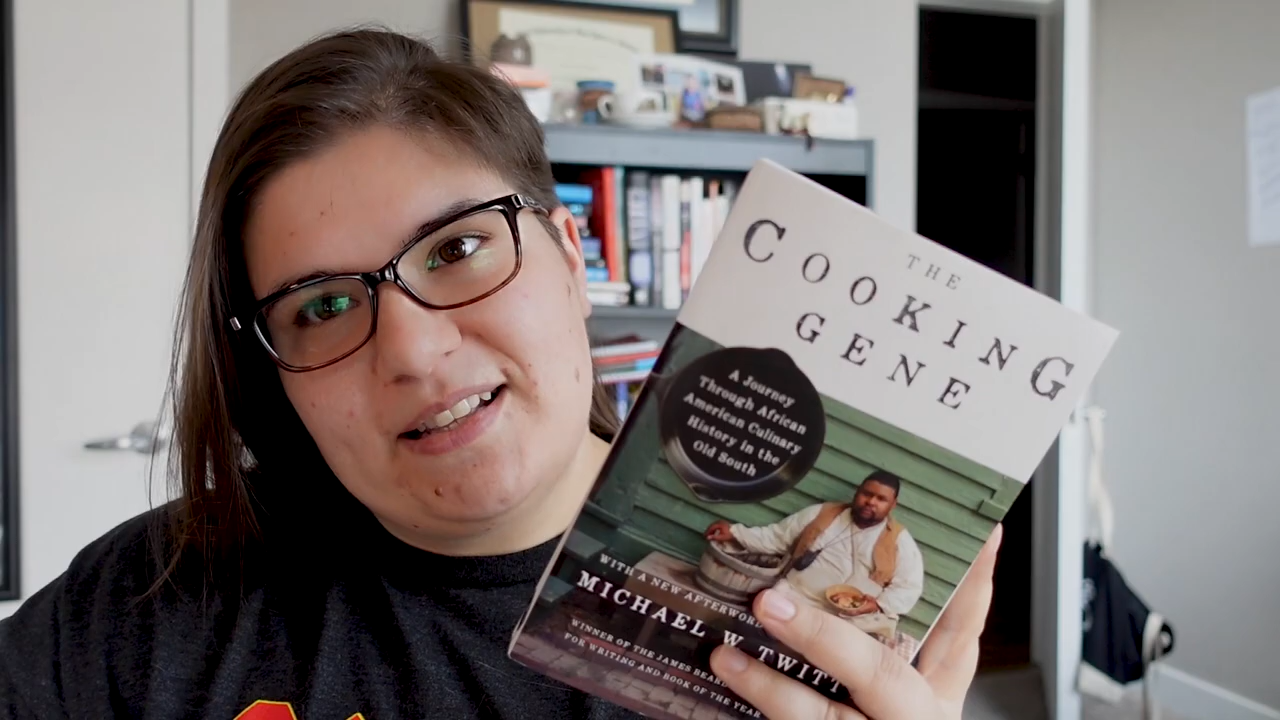 THE
COOKING
GENE
A Journey
Through African
American Culinary
History in the
Old South
WITH A NEW AFTERWORD
MICHAEL W. TWITT
WINNER OF THE JAMES BEARD
FOR WRITING AND BOOK OF THE YEAR